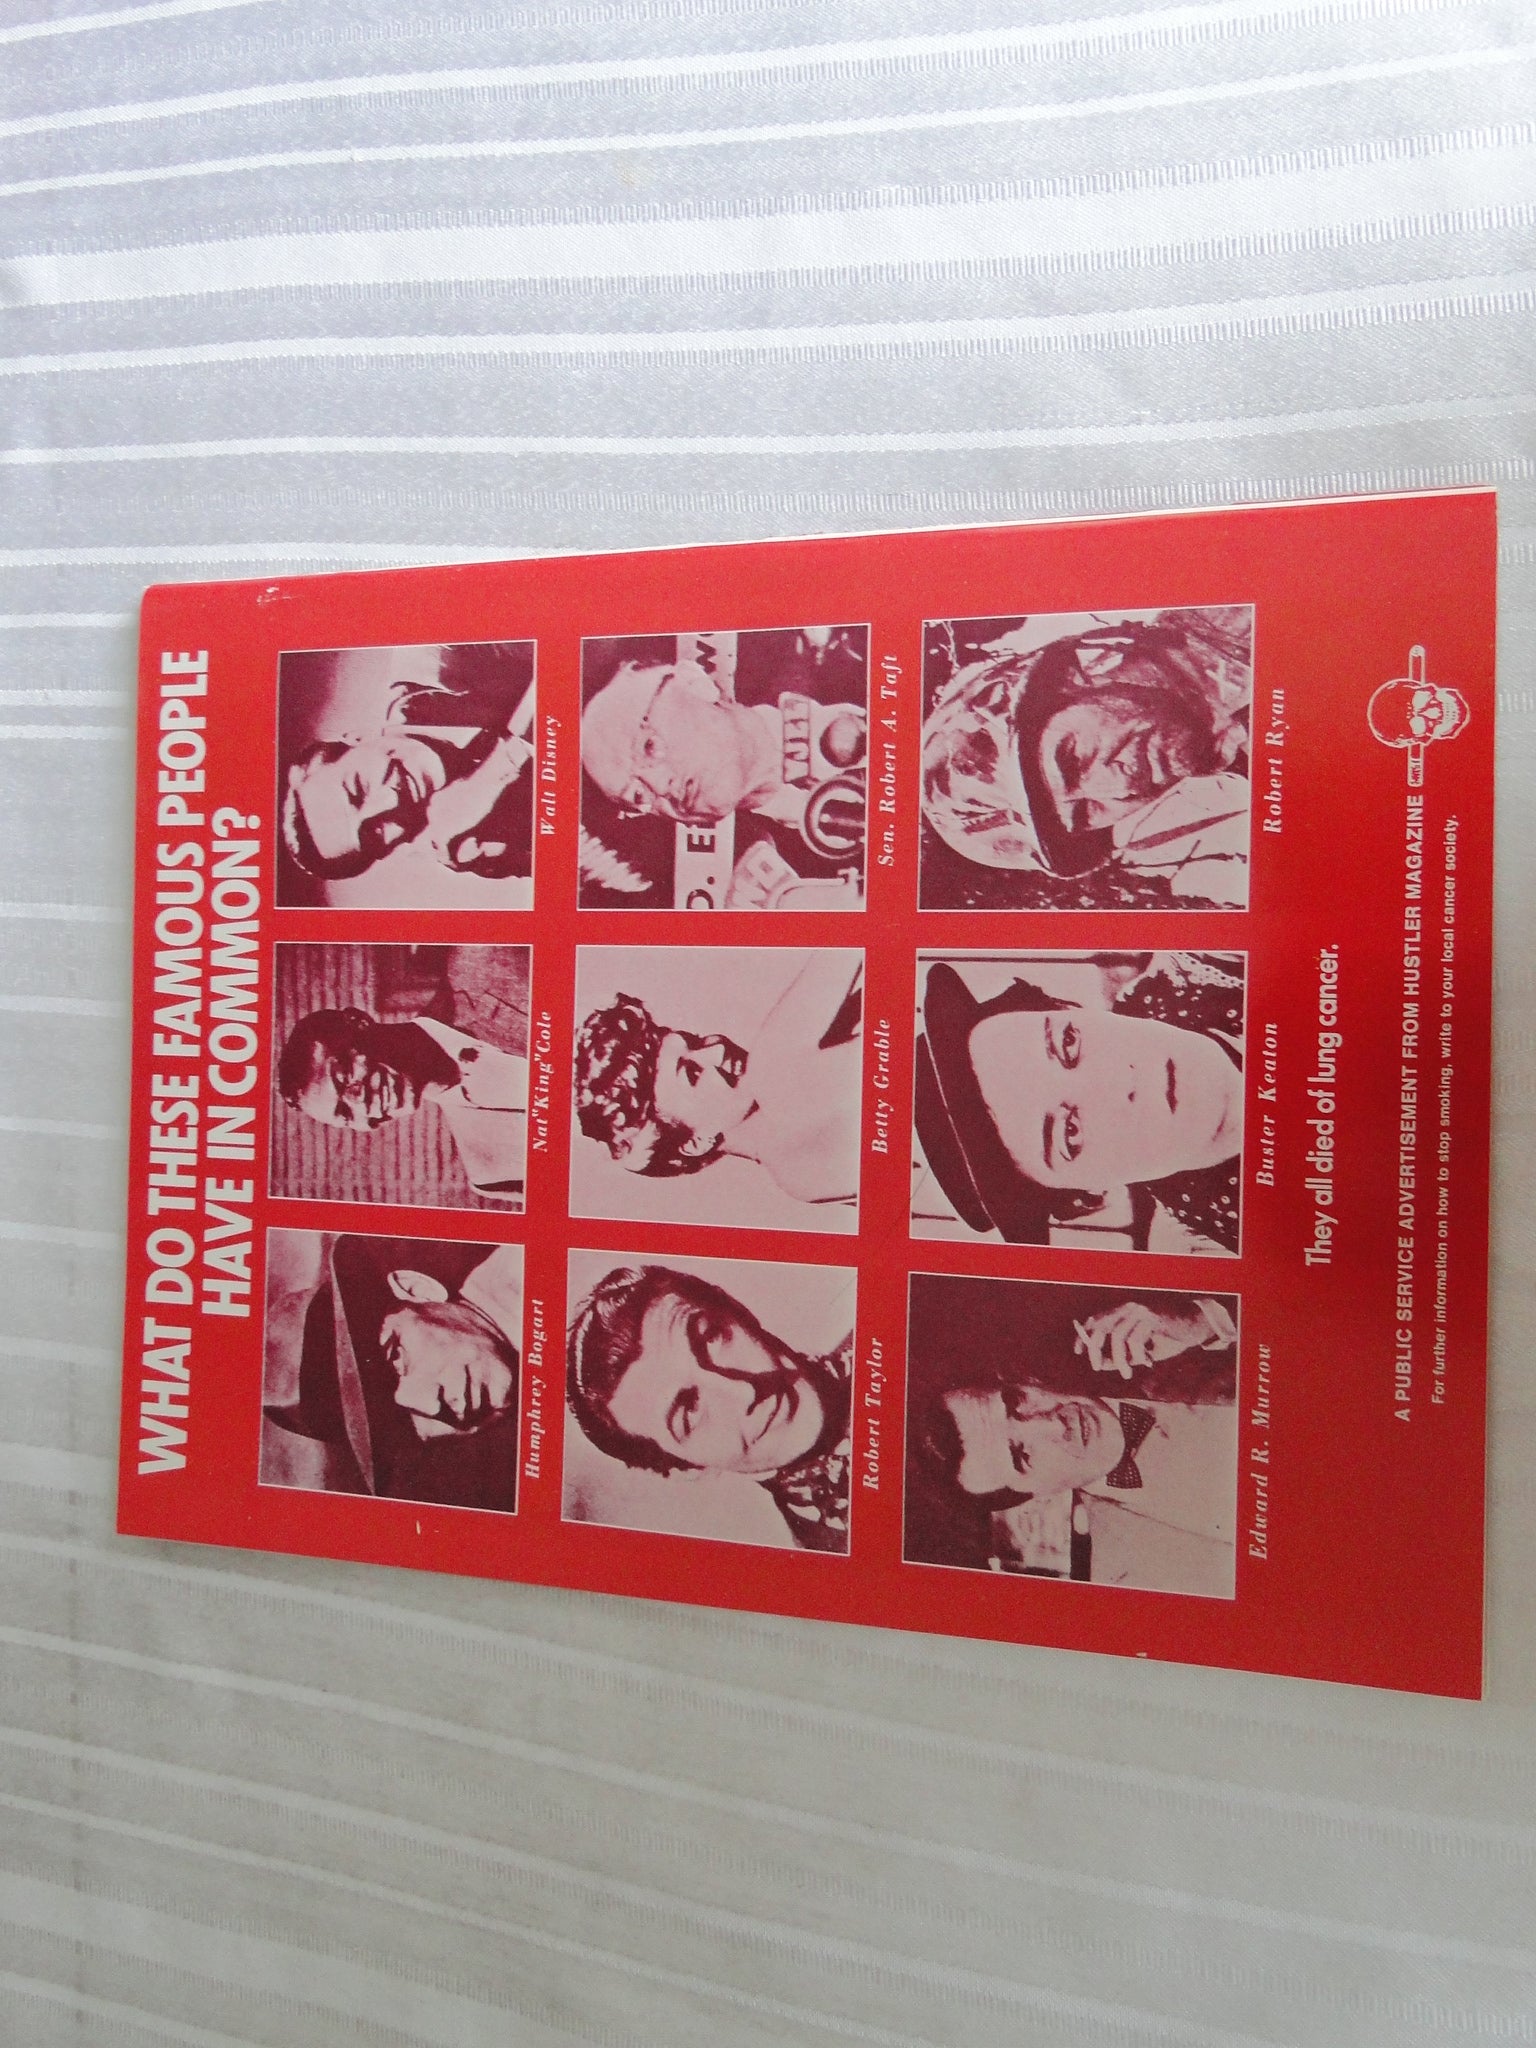 WHAT DO THESE FAMOUS PEOPLE
HAVE IN COMMON?
Humphrey Bogart
Nat"King"Cole
Walt Disney
Robert Taylor
Betty Grable
Sen. Robert A. Taft
Edward R. Murrow
Buster Keaton
Robert Ryan
They all died of lung cancer.
A PUBLIC SERVICE ADVERTISEMENT FROM HUSTLER MAGAZINE
For further information on how to stop smoking, write to your local cancer society.